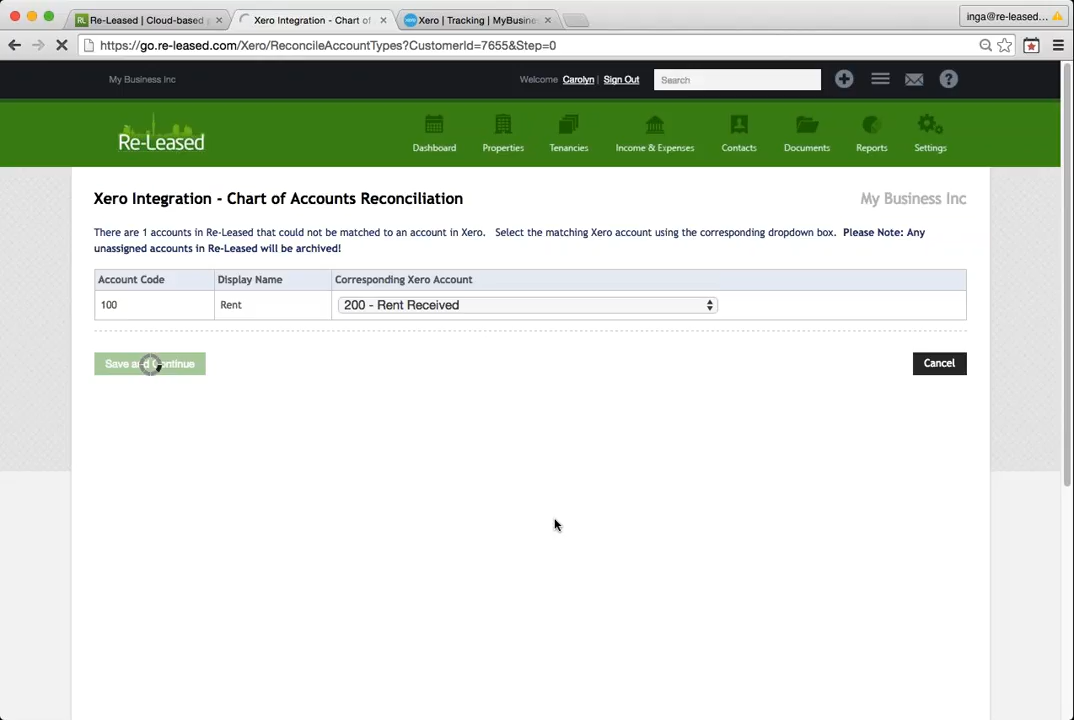 Re-Leased | Cloud-based
Xero Integration - Chart of
Xero | Tracking | MyBusines
inga@re-leased...
https://go.re-leased.com/Xero/ReconcileAccountTypes?CustomerId=7655&Step=0
My Business Inc
Welcome Carolyn | Sign Out
Search
Re-Leased
Dashboard
Properties
Tenancies
Income & Expenses
Contacts
Documents
Reports
Settings
Xero Integration - Chart of Accounts Reconciliation
My Business Inc
There are 1 accounts in Re-Leased that could not be matched to an account in Xero. Select the matching Xero account using the corresponding dropdown box. Please Note: Any
unassigned accounts in Re-Leased will be archived!
Account Code Display Name Corresponding Xero Account
100 Rent 200 - Rent Received
Save and Continue
Cancel